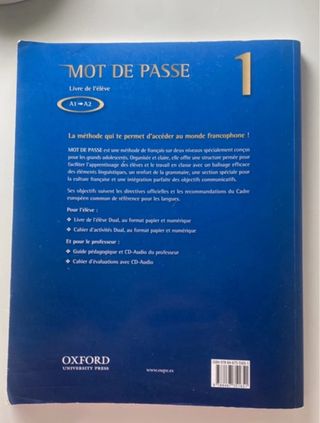 MOT DE PASSE 1
Livre de l'élève
A1 ➡ A2
La méthode qui te permet d'accéder au monde francophone !
MOT DE PASSE est une méthode de français sur deux niveaux spécialement conçue
pour les grands adolescents. Organisée et claire, elle offre une structure pensée pour
faciliter l'apprentissage des élèves et le travail en classe avec un balisage efficace
des éléments linguistiques, un renfort de la grammaire, une section spéciale pour
la culture française et une intégration parfaite des objectifs communicatifs.
Ses objectifs suivent les directives officielles et les recommandations du Cadre
européen commun de référence pour les langues.
Pour l'élève :
❖ Livre de l'élève Dual, au format papier et numérique
❖ Cahier d'activités Dual, au format papier et numérique
Et pour le professeur :
❖ Guide pédagogique et CD-Audio du professeur
❖ Cahier d'évaluations avec CD-Audio
OXFORD
UNIVERSITY PRESS
www.oupe.es